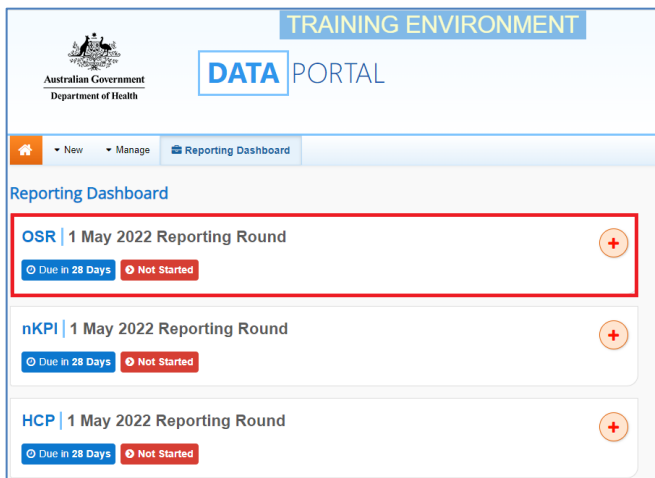 TRAINING ENVIRONMENT
Australian Government
Department of Health
DATA PORTAL
New Manage Reporting Dashboard
Reporting Dashboard
OSR | 1 May 2022 Reporting Round
Due in 28 Days Not Started
nKPI | 1 May 2022 Reporting Round
Due in 28 Days Not Started
HCP | 1 May 2022 Reporting Round
Due in 28 Days Not Started